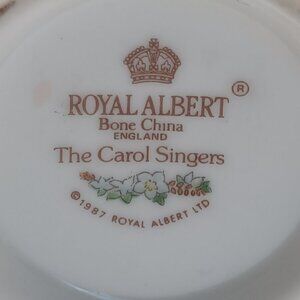 ROYAL ALBERT ®
Bone China
ENGLAND
The Carol Singers
©1987 ROYAL ALBERT LTD